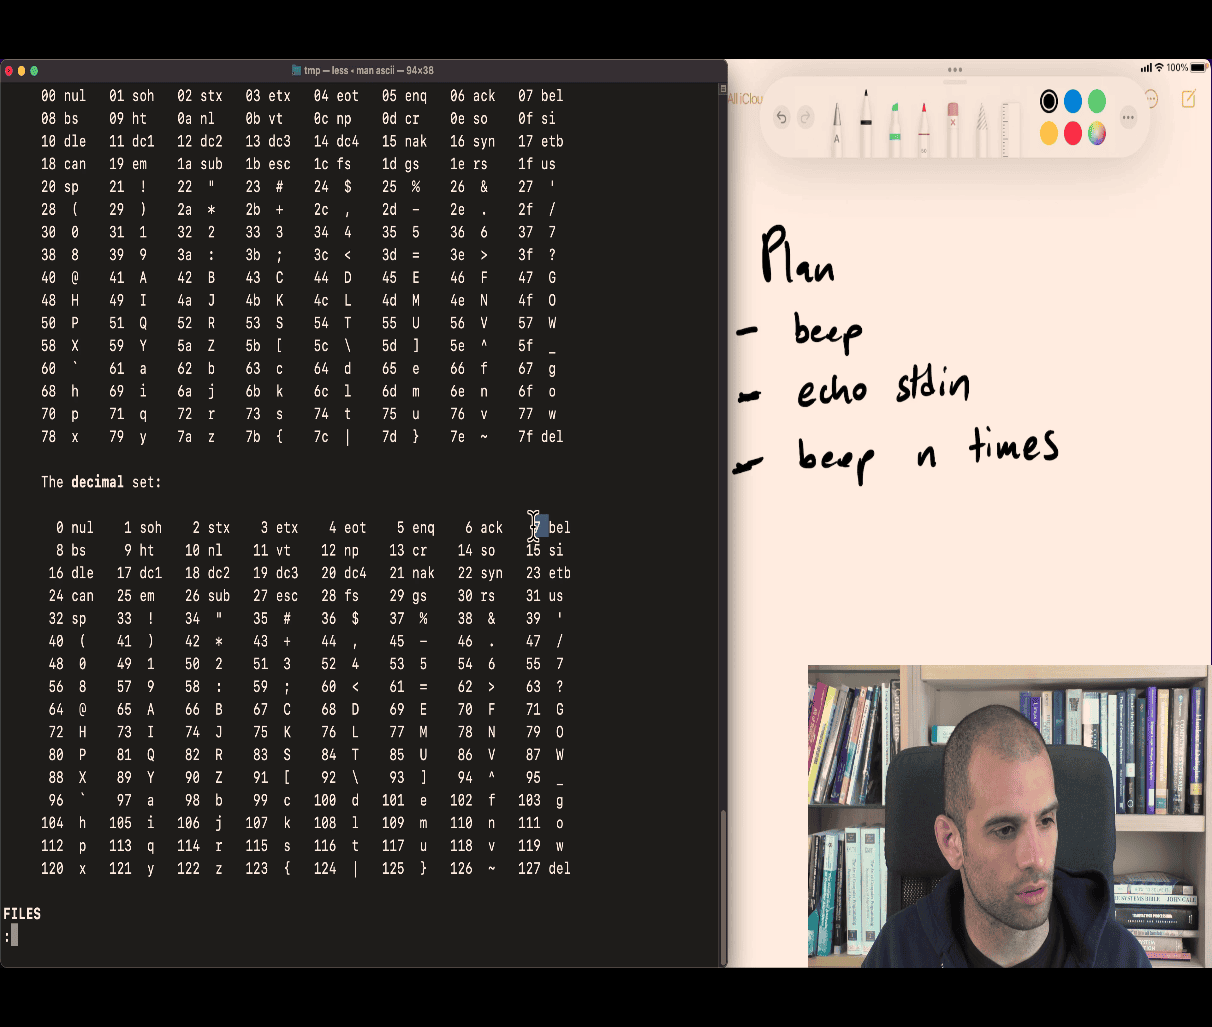 tmp — less • man ascii — 94×38
00 nul 01 soh 02 stx 03 etx 04 eot 05 enq 06 ack 07 bel
08 bs 09 ht 0a nl 0b vt 0c np 0d cr 0e so 0f si
10 dle 11 dc1 12 dc2 13 dc3 14 dc4 15 nak 16 syn 17 etb
18 can 19 em 1a sub 1b esc 1c fs 1d gs 1e rs 1f us
20 sp 21 ! 22 " 23 # 24 $ 25 % 26 & 27 '
28 ( 29 ) 2a * 2b + 2c , 2d - 2e . 2f /
30 0 31 1 32 2 33 3 34 4 35 5 36 6 37 7
38 8 39 9 3a : 3b ; 3c < 3d = 3e > 3f ?
40 @ 41 A 42 B 43 C 44 D 45 E 46 F 47 G
48 H 49 I 4a J 4b K 4c L 4d M 4e N 4f O
50 P 51 Q 52 R 53 S 54 T 55 U 56 V 57 W
58 X 59 Y 5a Z 5b [ 5c \ 5d ] 5e ^ 5f _
60 ` 61 a 62 b 63 c 64 d 65 e 66 f 67 g
68 h 69 i 6a j 6b k 6c l 6d m 6e n 6f o
70 p 71 q 72 r 73 s 74 t 75 u 76 v 77 w
78 x 79 y 7a z 7b { 7c | 7d } 7e ~ 7f del
The decimal set:
0 nul 1 soh 2 stx 3 etx 4 eot 5 enq 6 ack 7 bel
8 bs 9 ht 10 nl 11 vt 12 np 13 cr 14 so 15 si
16 dle 17 dc1 18 dc2 19 dc3 20 dc4 21 nak 22 syn 23 etb
24 can 25 em 26 sub 27 esc 28 fs 29 gs 30 rs 31 us
32 sp 33 ! 34 " 35 # 36 $ 37 % 38 & 39 '
40 ( 41 ) 42 * 43 + 44 , 45 - 46 . 47 /
48 0 49 1 50 2 51 3 52 4 53 5 54 6 55 7
56 8 57 9 58 : 59 ; 60 < 61 = 62 > 63 ?
64 @ 65 A 66 B 67 C 68 D 69 E 70 F 71 G
72 H 73 I 74 J 75 K 76 L 77 M 78 N 79 O
80 P 81 Q 82 R 83 S 84 T 85 U 86 V 87 W
88 X 89 Y 90 Z 91 [ 92 \ 93 ] 94 ^ 95 _
96 ` 97 a 98 b 99 c 100 d 101 e 102 f 103 g
104 h 105 i 106 j 107 k 108 l 109 m 110 n 111 o
112 p 113 q 114 r 115 s 116 t 117 u 118 v 119 w
120 x 121 y 122 z 123 { 124 | 125 } 126 ~ 127 del
FILES
:
100%
All iClou
A
Plan
- beep
- echo stdin
- beep n times